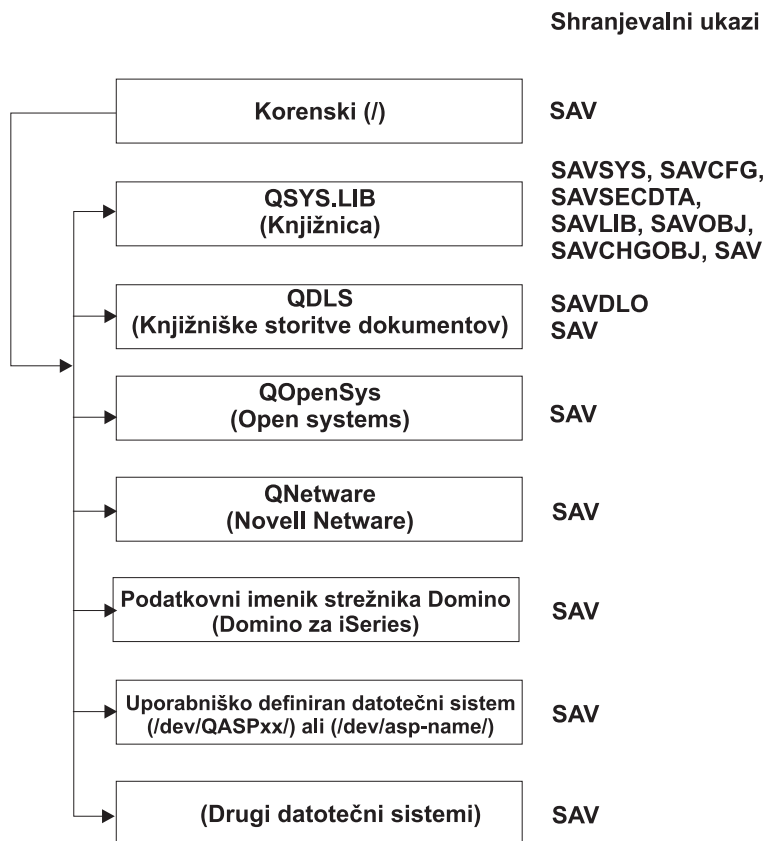 Shranjevalni ukazi
Korenski (/)
SAV
QSYS.LIB
(Knjižnica)
SAVSYS, SAVCFG,
SAVSECDTA,
SAVLIB, SAVOBJ,
SAVCHGOBJ, SAV
QDLS
(Knjižniške storitve dokumentov)
SAVDLO
SAV
QOpenSys
(Open systems)
SAV
QNetware
(Novell Netware)
SAV
Podatkovni imenik strežnika Domino
(Domino za iSeries)
SAV
Uporabniško definiran datotečni sistem
(/dev/QASPxx/) ali (/dev/asp-name/)
SAV
(Drugi datotečni sistemi)
SAV